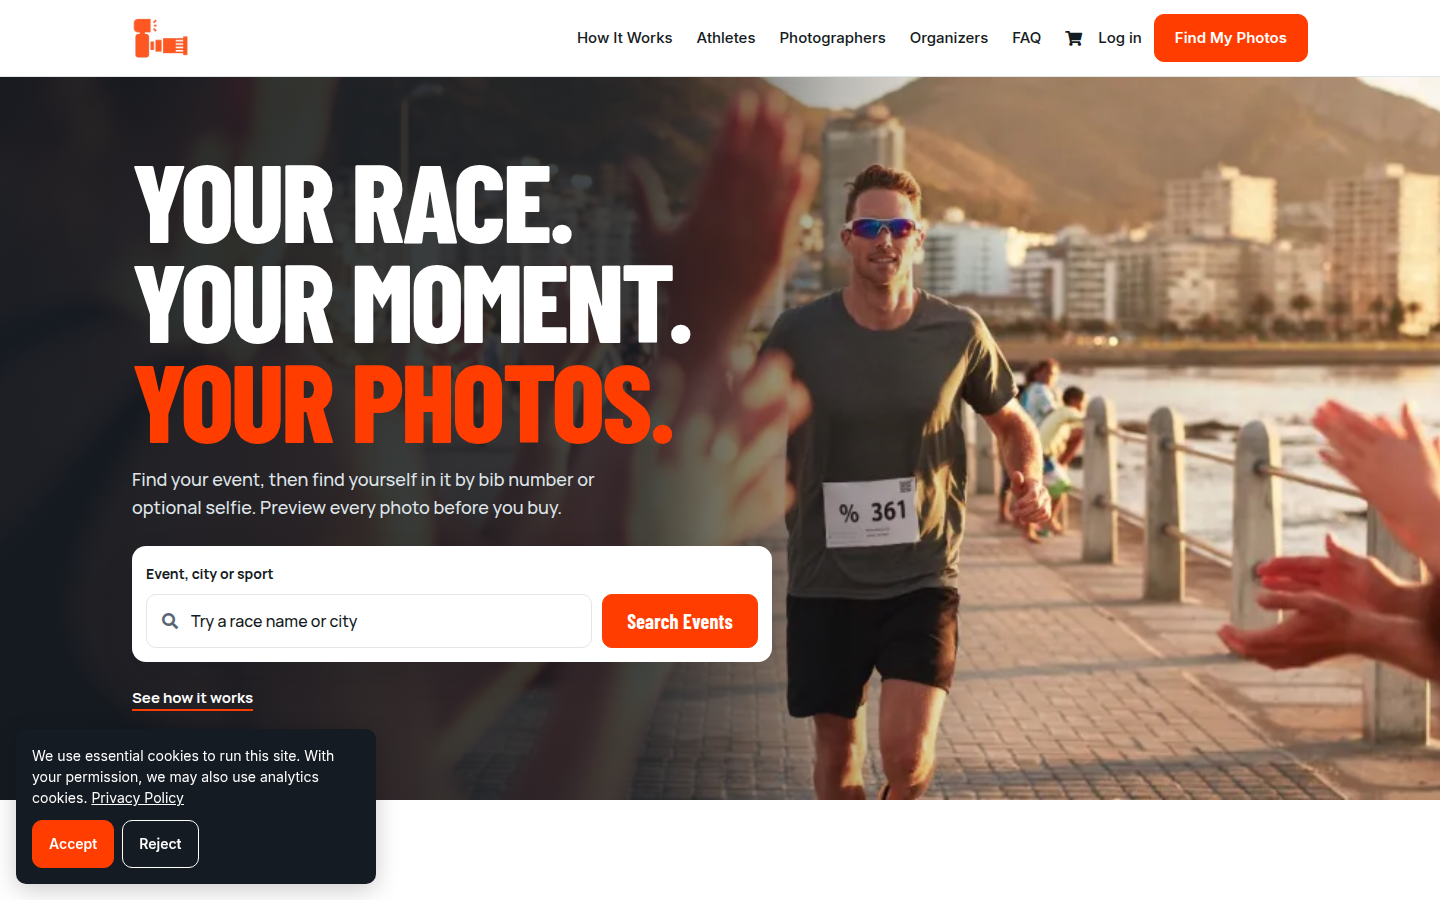 How It Works
Athletes
Photographers
Organizers
FAQ
Log in
Find My Photos
YOUR RACE.
YOUR MOMENT.
YOUR PHOTOS.
Find your event, then find yourself in it by bib number or
optional selfie. Preview every photo before you buy.
Event, city or sport
Try a race name or city
Search Events
See how it works
% 361
We use essential cookies to run this site. With
your permission, we may also use analytics
cookies. Privacy Policy
Accept
Reject